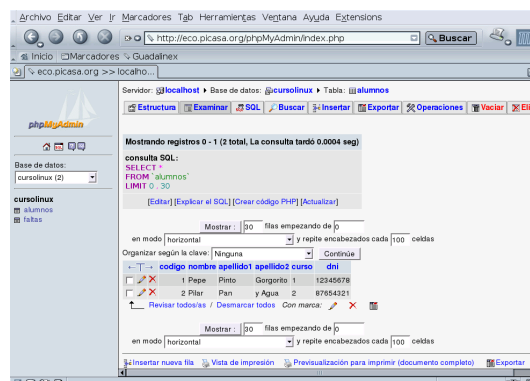 Archivo Editar Ver Ir Marcadores Tab Herramientas Ventana Ayuda Extensions
http://eco.picasa.org/phpMyAdmin/index.php Buscar
Inicio Marcadores Guadalinex
eco.picasa.org >> localho...
Servidor: localhost Base de datos: cursolinux Tabla: alumnos
Estructura Examinar SQL Buscar Insertar Exportar Operaciones Vaciar Eli
phpMyAdmin
Base de datos:
cursolinux (2)
cursolinux
alumnos
faltas
Mostrando registros 0 - 1 (2 total, La consulta tardó 0.0004 seg)
consulta SQL:
SELECT *
FROM `alumnos`
LIMIT 0 , 30
[Editar] [Explicar el SQL] [Crear código PHP] [Actualizar]
Mostrar : 30 filas empezando de 0
en modo horizontal y repite encabezados cada 100 celdas
Organizar según la clave: Ninguna Continúe
←T→ codigo nombre apellido1 apellido2 curso dni
1 Pepe Pinto Gorgorito 1 12345678
2 Pilar Pan y Agua 2 87654321
Revisar todos/as / Desmarcar todos Con marca:
Mostrar : 30 filas empezando de 0
en modo horizontal y repite encabezados cada 100 celdas
Insertar nueva fila Vista de impresión Previsualización para imprimir (documento completo) Exportar